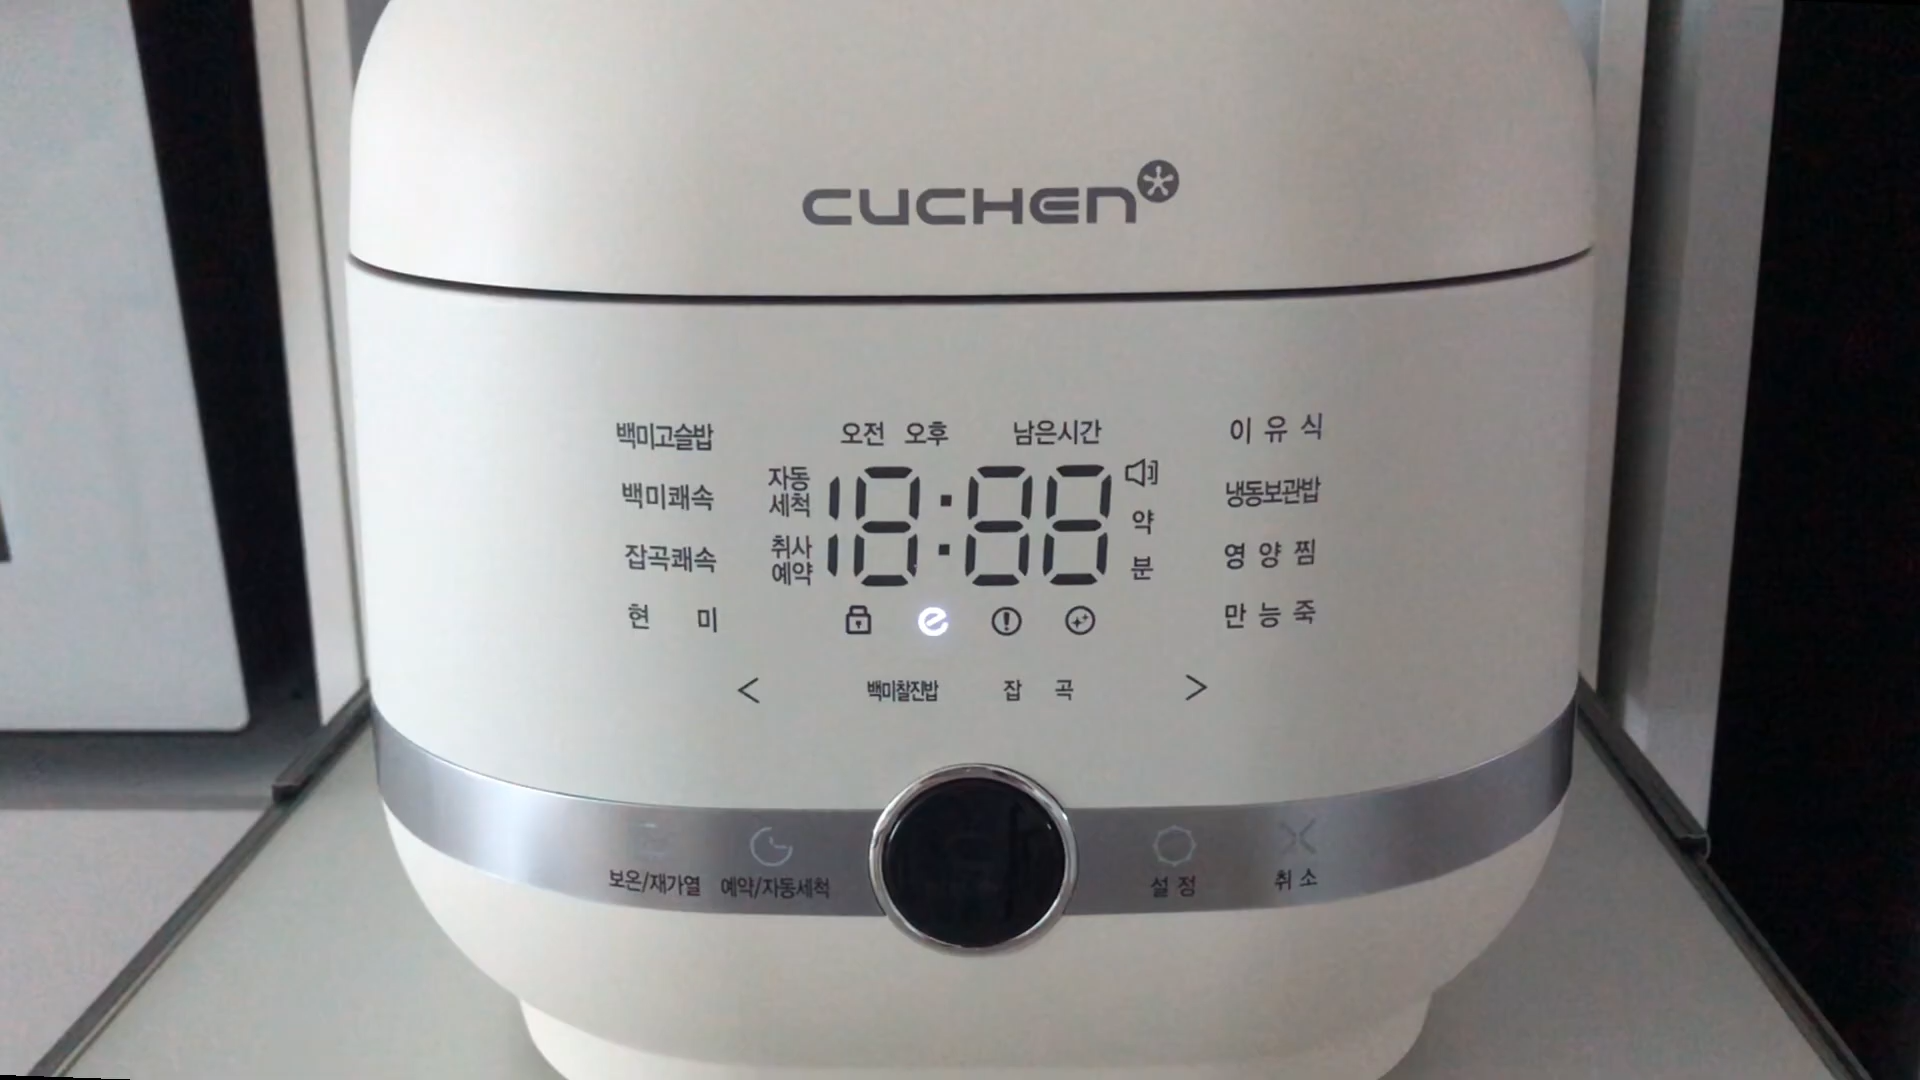 CUCHEN
백미고슬밥
백미쾌속
잡곡쾌속
현 미
오전 오후 남은시간
자동
세척
취사
예약
18:88
약
분
e
백미찰진밥 잡 곡
< >
이 유 식
냉동보관밥
영 양 찜
만 능 죽
보온/재가열 예약/자동세척
설 정 취 소